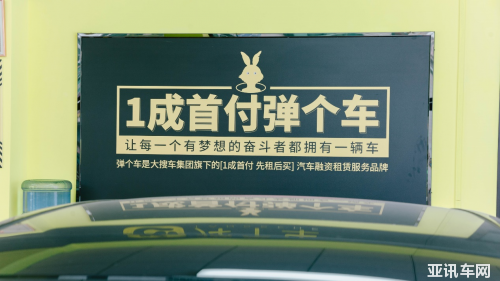 1成首付弹个车
让每一个有梦想的奋斗者都拥有一辆车
弹个车是大搜车集团旗下的[1成首付 先租后买] 汽车融资租赁服务品牌
亚讯车网